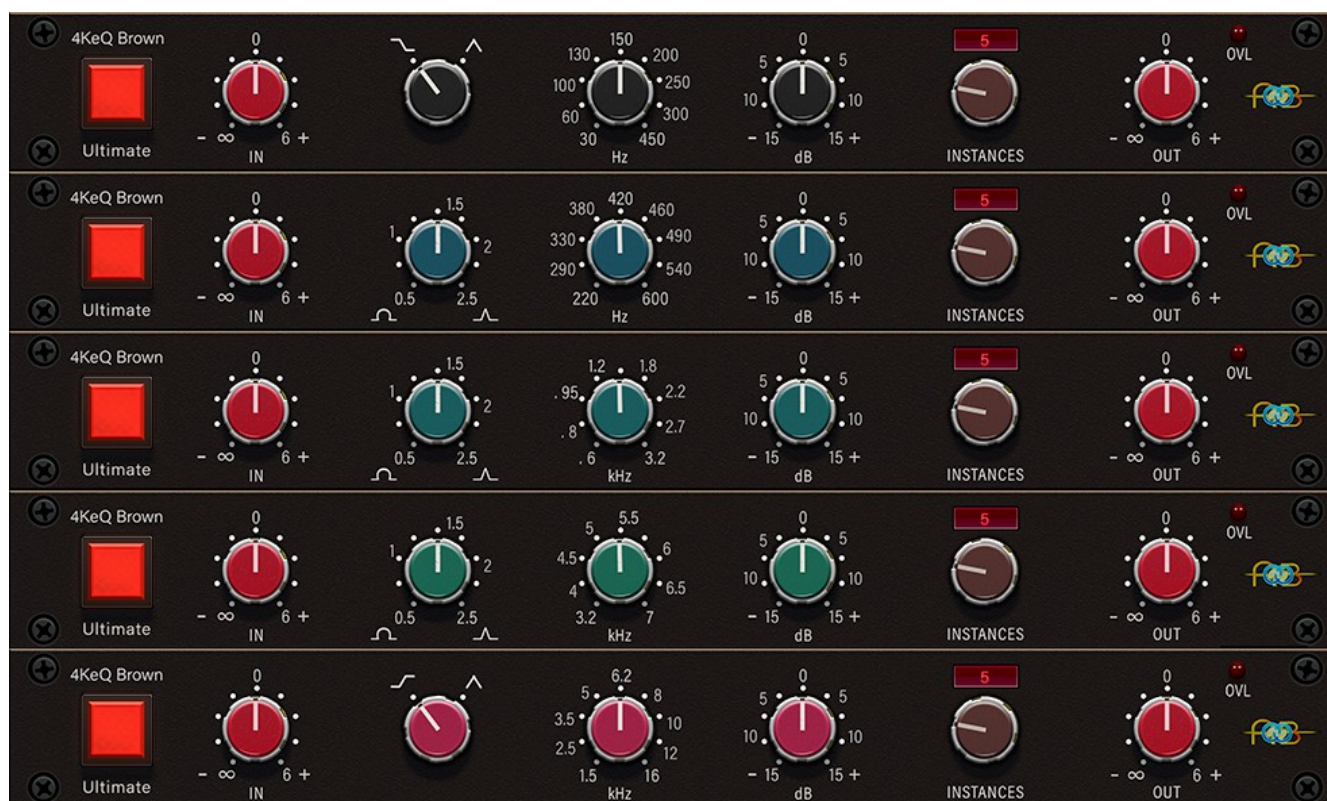 4KeQ Brown 0 130 150 200 5 0 5 5 0 OVL
100 250 10 10
60 300
Ultimate - ∞ 6 + 30 450 - 15 15 + - ∞ 6 +
IN Hz dB INSTANCES OUT
4KeQ Brown 0 1.5 380 420 460 5 0 5 5 0 OVL
1 2 330 490 10 10
290 540
Ultimate - ∞ 6 + 0.5 2.5 220 600 - 15 15 + - ∞ 6 +
IN Hz dB INSTANCES OUT
4KeQ Brown 0 1.5 1.2 1.8 5 0 5 5 0 OVL
1 2 .95 2.2 10 10
.8 2.7
Ultimate - ∞ 6 + 0.5 2.5 .6 3.2 - 15 15 + - ∞ 6 +
IN kHz dB INSTANCES OUT
4KeQ Brown 0 1.5 5 5.5 6 5 0 5 5 0 OVL
1 2 4.5 6.5 10 10
4
Ultimate - ∞ 6 + 0.5 2.5 3.2 7 - 15 15 + - ∞ 6 +
IN kHz dB INSTANCES OUT
4KeQ Brown 0 5 6.2 8 5 0 5 5 0 OVL
3.5 10 10 10
2.5 12
Ultimate - ∞ 6 + 1.5 16 - 15 15 + - ∞ 6 +
IN kHz dB INSTANCES OUT